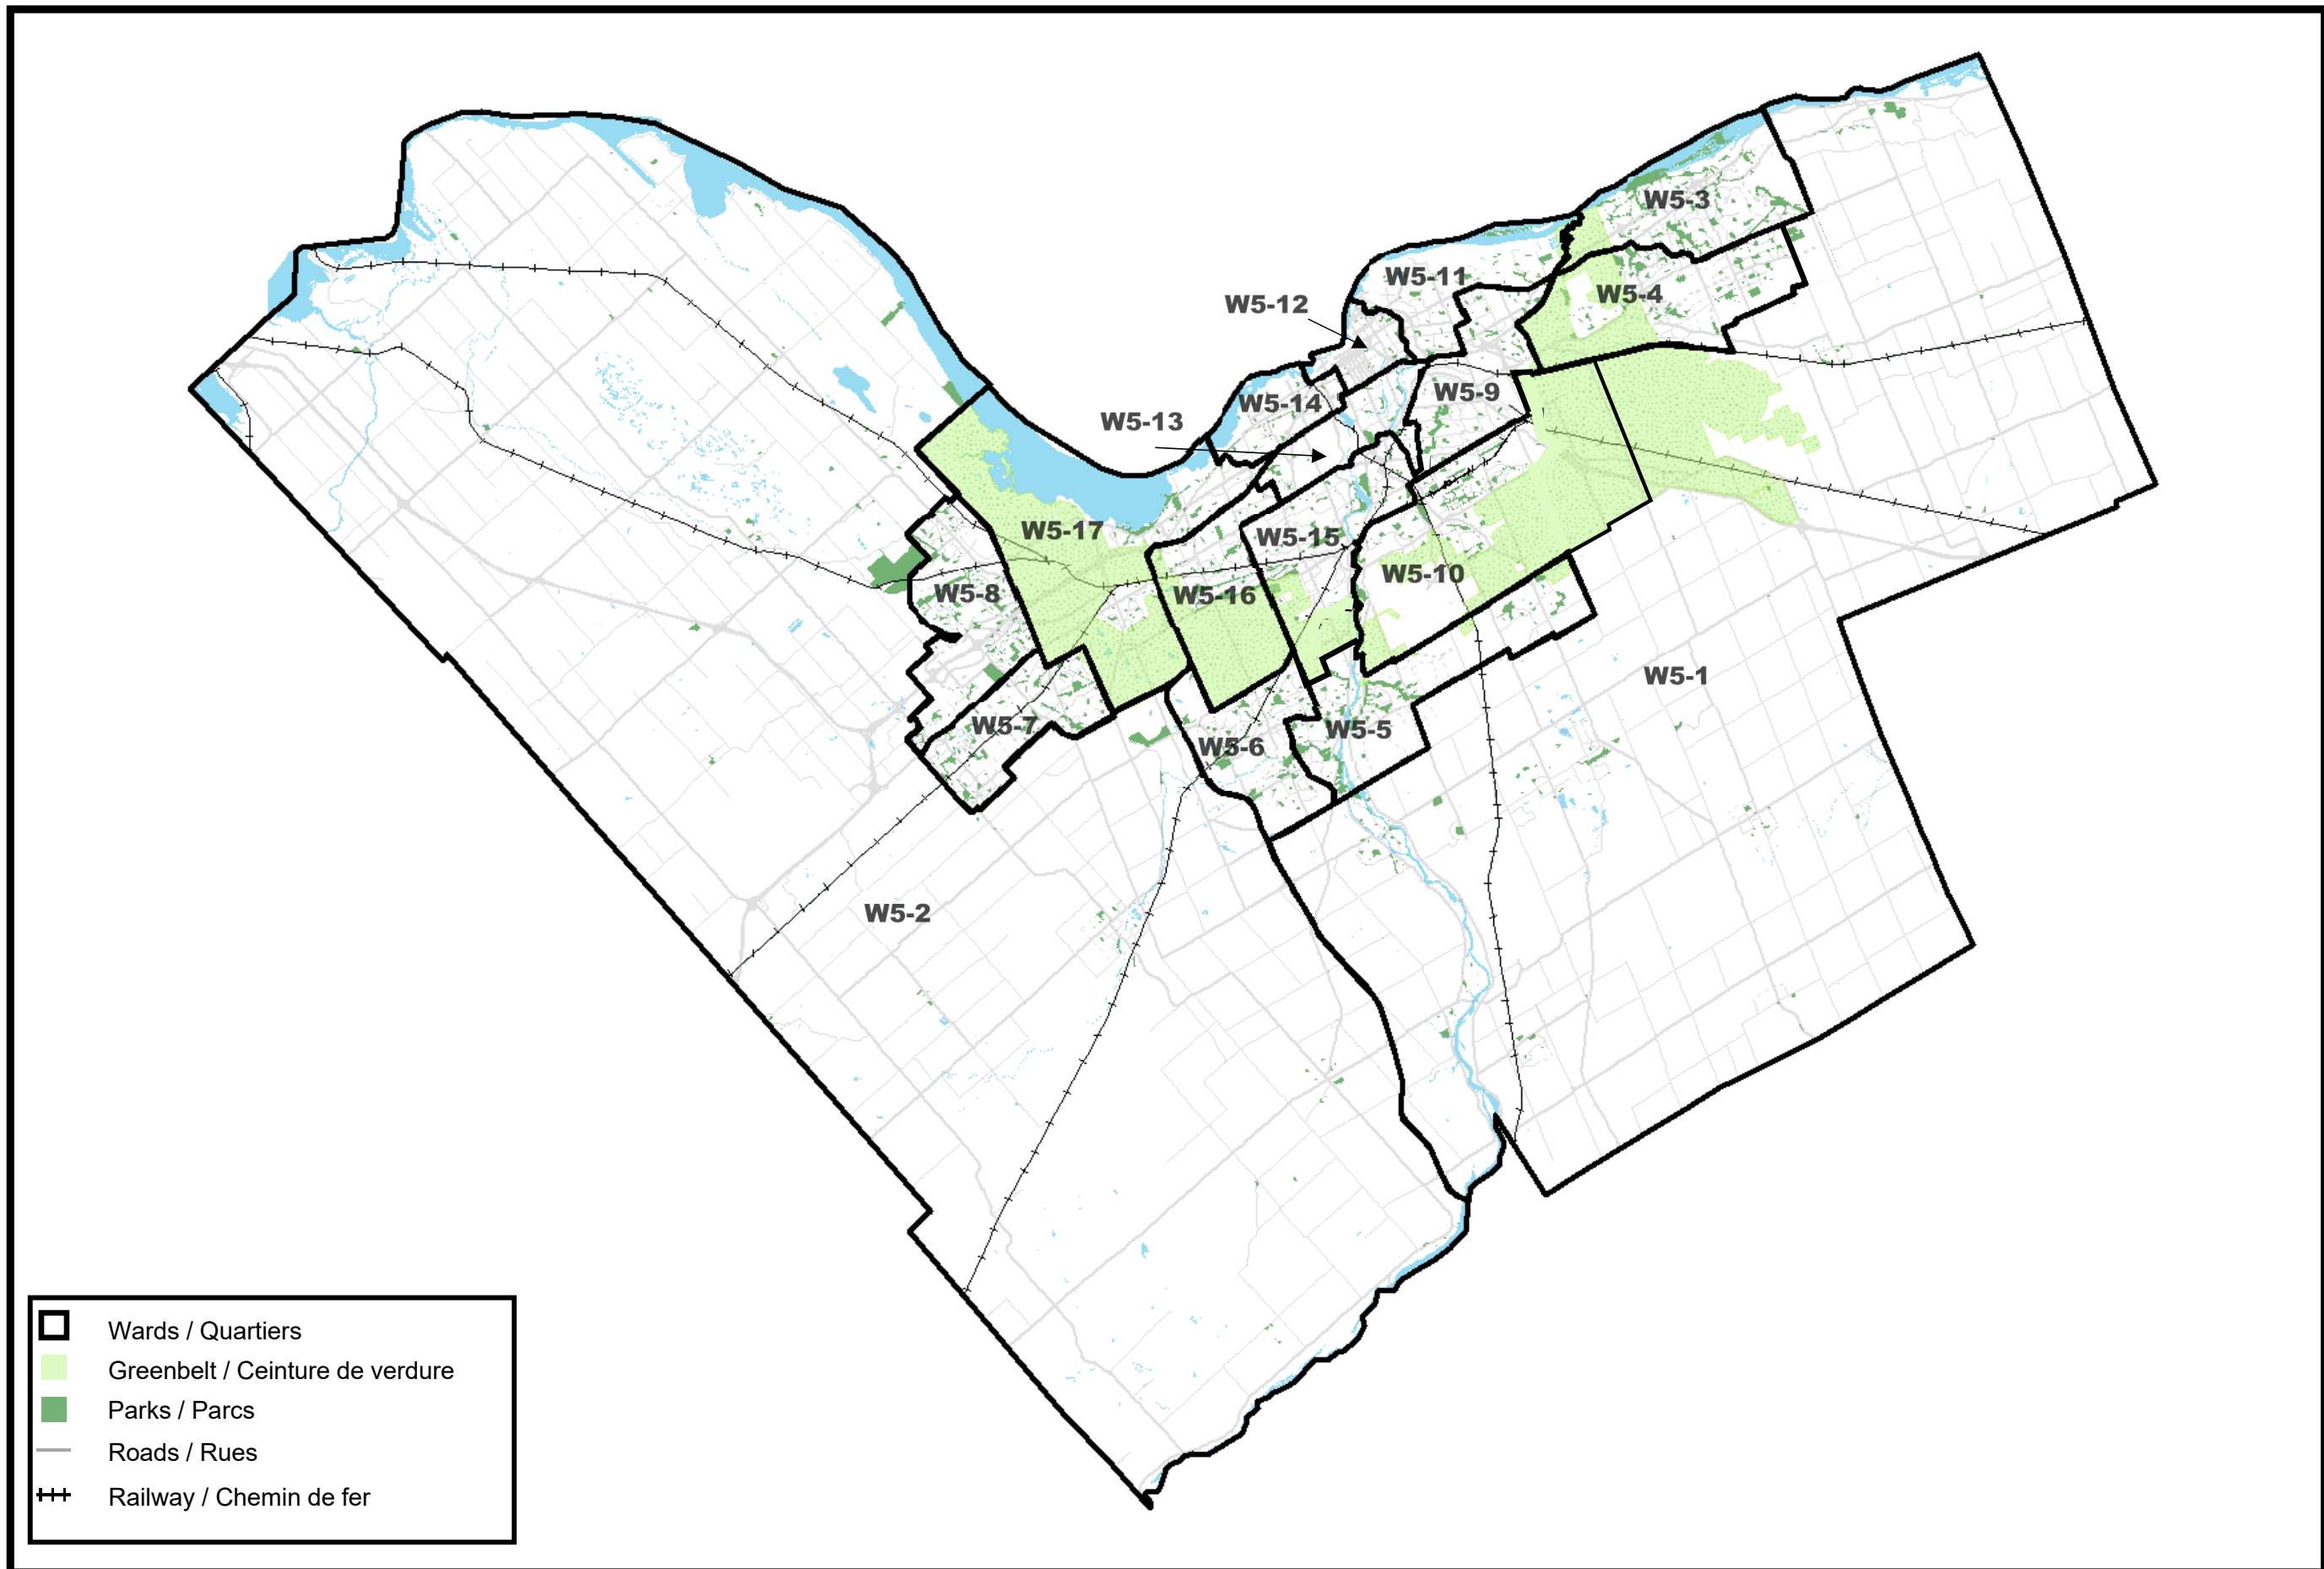 W5-3
W5-11
W5-4
W5-12
W5-9
W5-14
W5-13
W5-17
W5-15
W5-10
W5-8
W5-16
W5-1
W5-7
W5-5
W5-6
W5-2
Wards / Quartiers
Greenbelt / Ceinture de verdure
Parks / Parcs
Roads / Rues
Railway / Chemin de fer